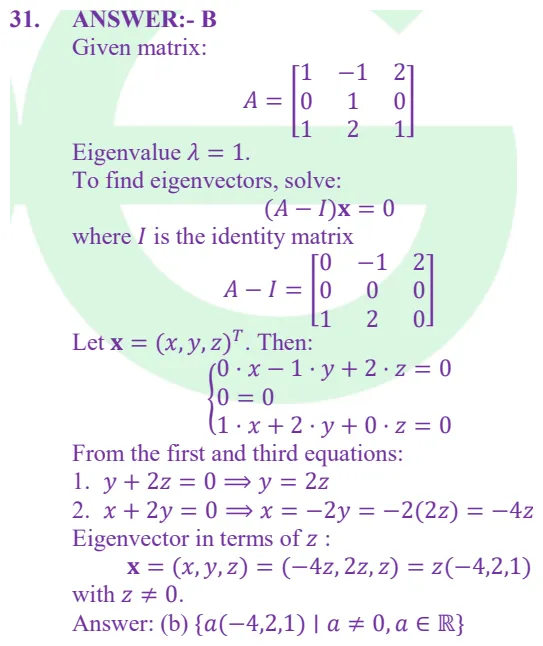 31. ANSWER:- B
Given matrix:
A = [1 −1 2
0 1 0
1 2 1]
Eigenvalue λ = 1.
To find eigenvectors, solve:
(A − I)𝐱 = 0
where I is the identity matrix
A − I = [0 −1 2
0 0 0
1 2 0]
Let 𝐱 = (x, y, z)ᵀ. Then:
{0 · x − 1 · y + 2 · z = 0
0 = 0
1 · x + 2 · y + 0 · z = 0
From the first and third equations:
1. y + 2z = 0 ⟹ y = 2z
2. x + 2y = 0 ⟹ x = −2y = −2(2z) = −4z
Eigenvector in terms of z :
𝐱 = (x, y, z) = (−4z, 2z, z) = z(−4,2,1)
with z ≠ 0.
Answer: (b) {a(−4,2,1) ∣ a ≠ 0, a ∈ ℝ}